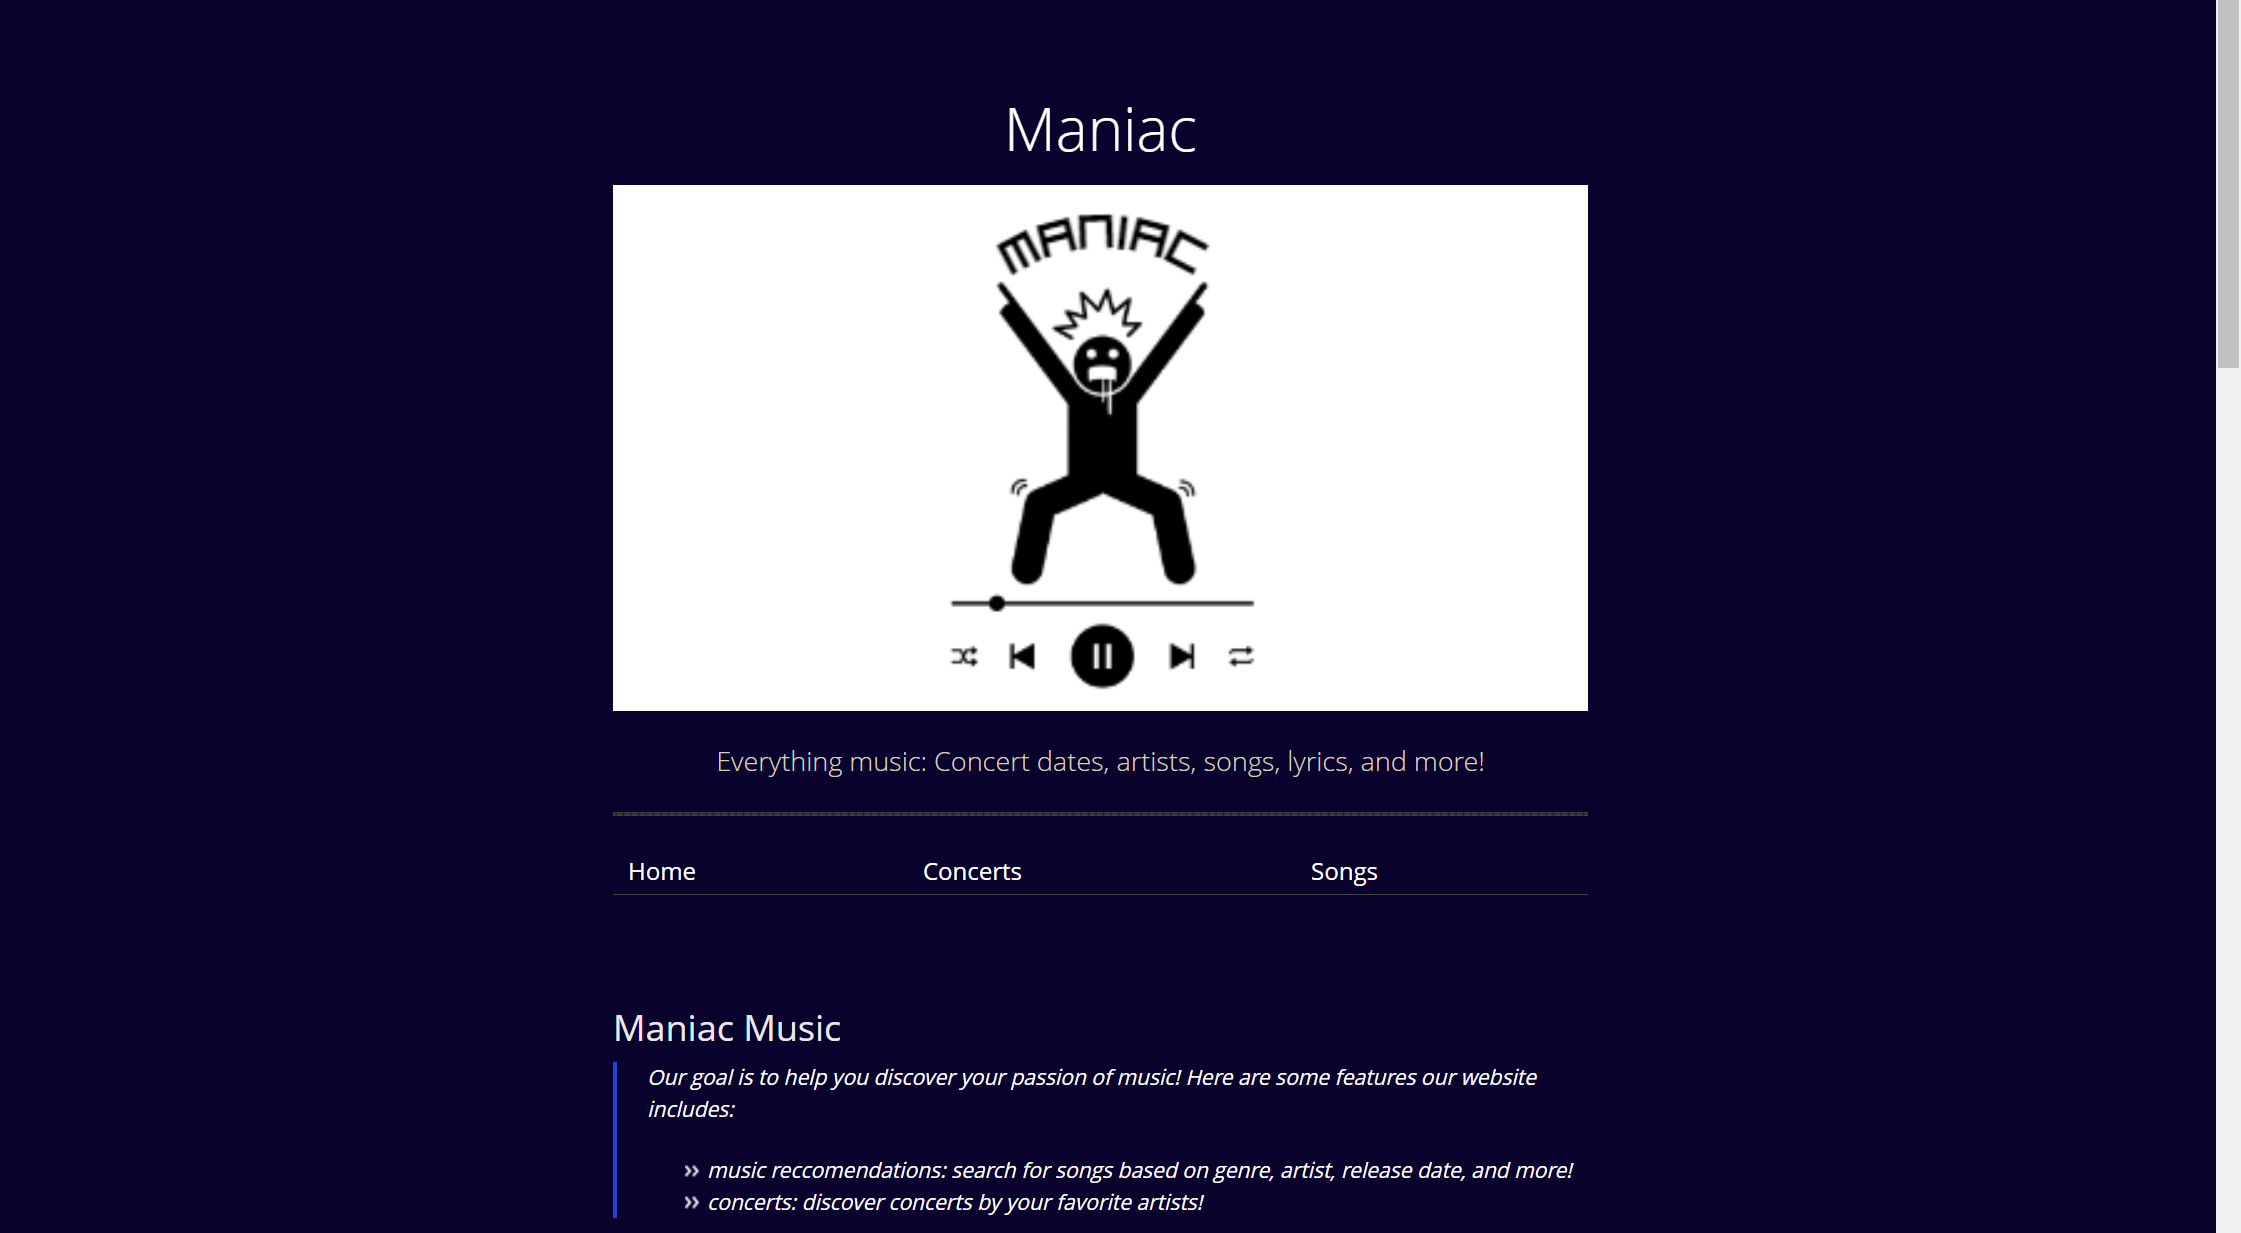 Maniac
MANIAC
Everything music: Concert dates, artists, songs, lyrics, and more!
Home Concerts Songs
Maniac Music
Our goal is to help you discover your passion of music! Here are some features our website
includes:
» music reccomendations: search for songs based on genre, artist, release date, and more!
» concerts: discover concerts by your favorite artists!